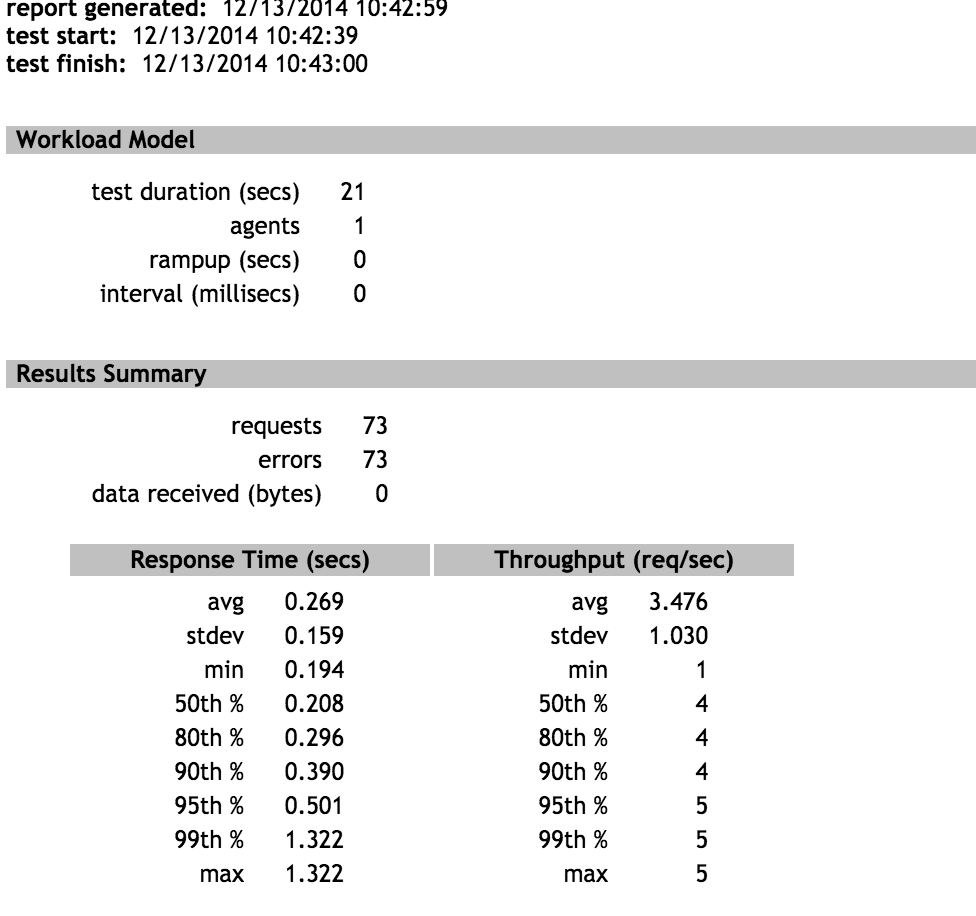 report generated: 12/13/2014 10:42:59
test start: 12/13/2014 10:42:39
test finish: 12/13/2014 10:43:00
Workload Model
test duration (secs) 21
agents 1
rampup (secs) 0
interval (millisecs) 0
Results Summary
requests 73
errors 73
data received (bytes) 0
Response Time (secs) Throughput (req/sec)
avg 0.269 avg 3.476
stdev 0.159 stdev 1.030
min 0.194 min 1
50th % 0.208 50th % 4
80th % 0.296 80th % 4
90th % 0.390 90th % 4
95th % 0.501 95th % 5
99th % 1.322 99th % 5
max 1.322 max 5